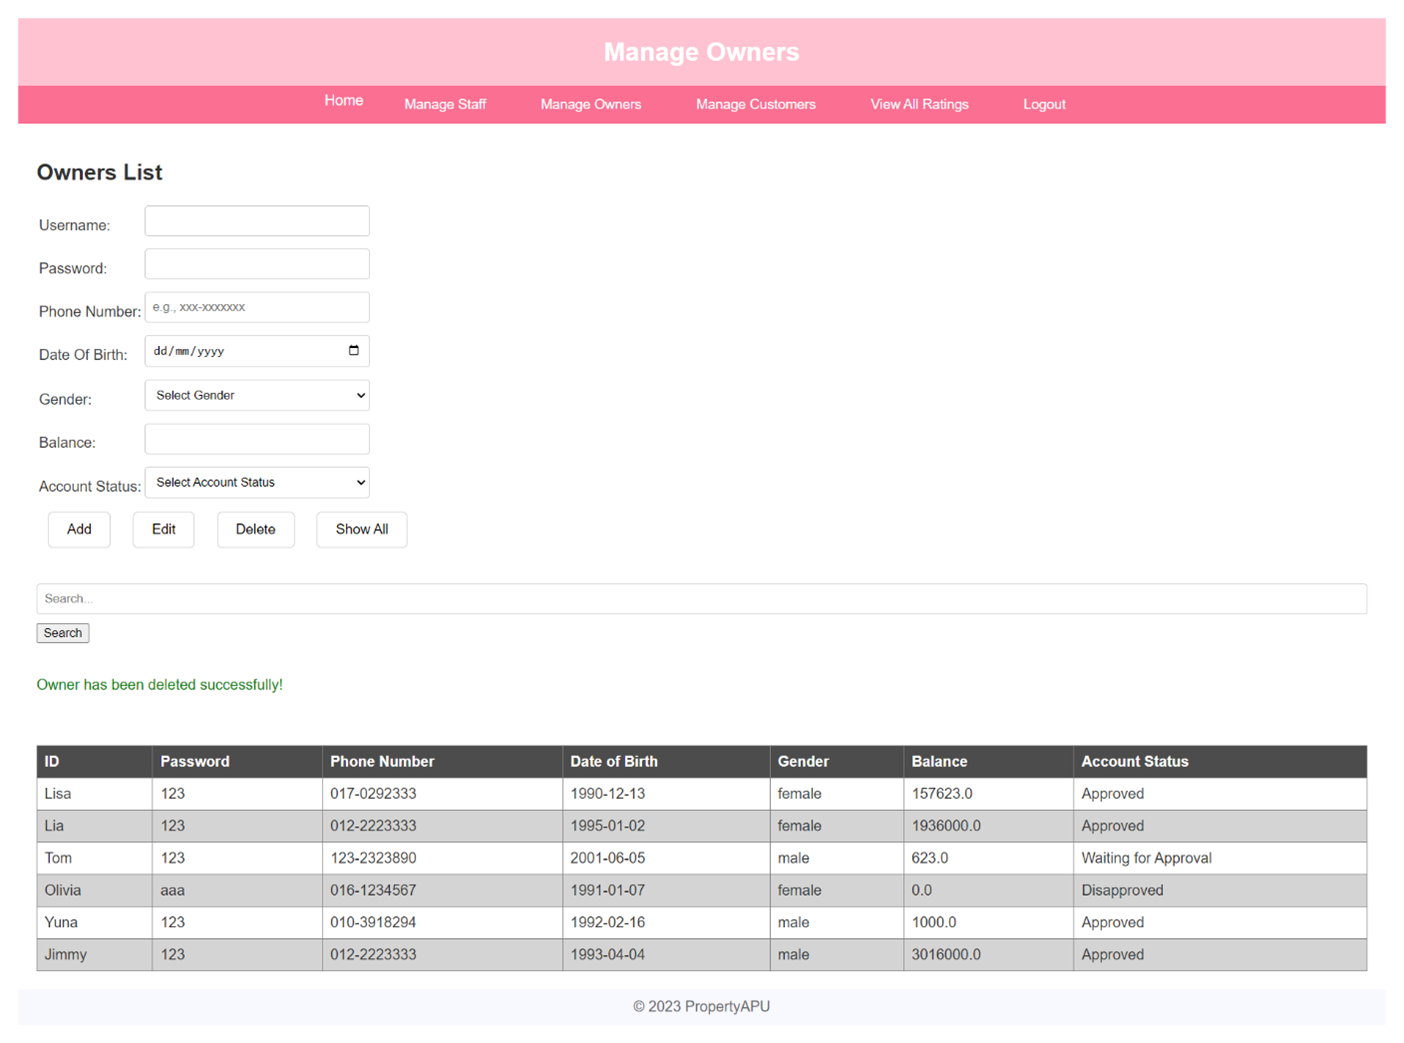 Manage Owners
Home Manage Staff Manage Owners Manage Customers View All Ratings Logout
Owners List
Username:
Password:
Phone Number: e.g., xxx-xxxxxxx
Date Of Birth: dd/mm/yyyy
Gender: Select Gender
Balance:
Account Status: Select Account Status
Add Edit Delete Show All
Search...
Search
Owner has been deleted successfully!
ID Password Phone Number Date of Birth Gender Balance Account Status
Lisa 123 017-0292333 1990-12-13 female 157623.0 Approved
Lia 123 012-2223333 1995-01-02 female 1936000.0 Approved
Tom 123 123-2323890 2001-06-05 male 623.0 Waiting for Approval
Olivia aaa 016-1234567 1991-01-07 female 0.0 Disapproved
Yuna 123 010-3918294 1992-02-16 male 1000.0 Approved
Jimmy 123 012-2223333 1993-04-04 male 3016000.0 Approved
© 2023 PropertyAPU